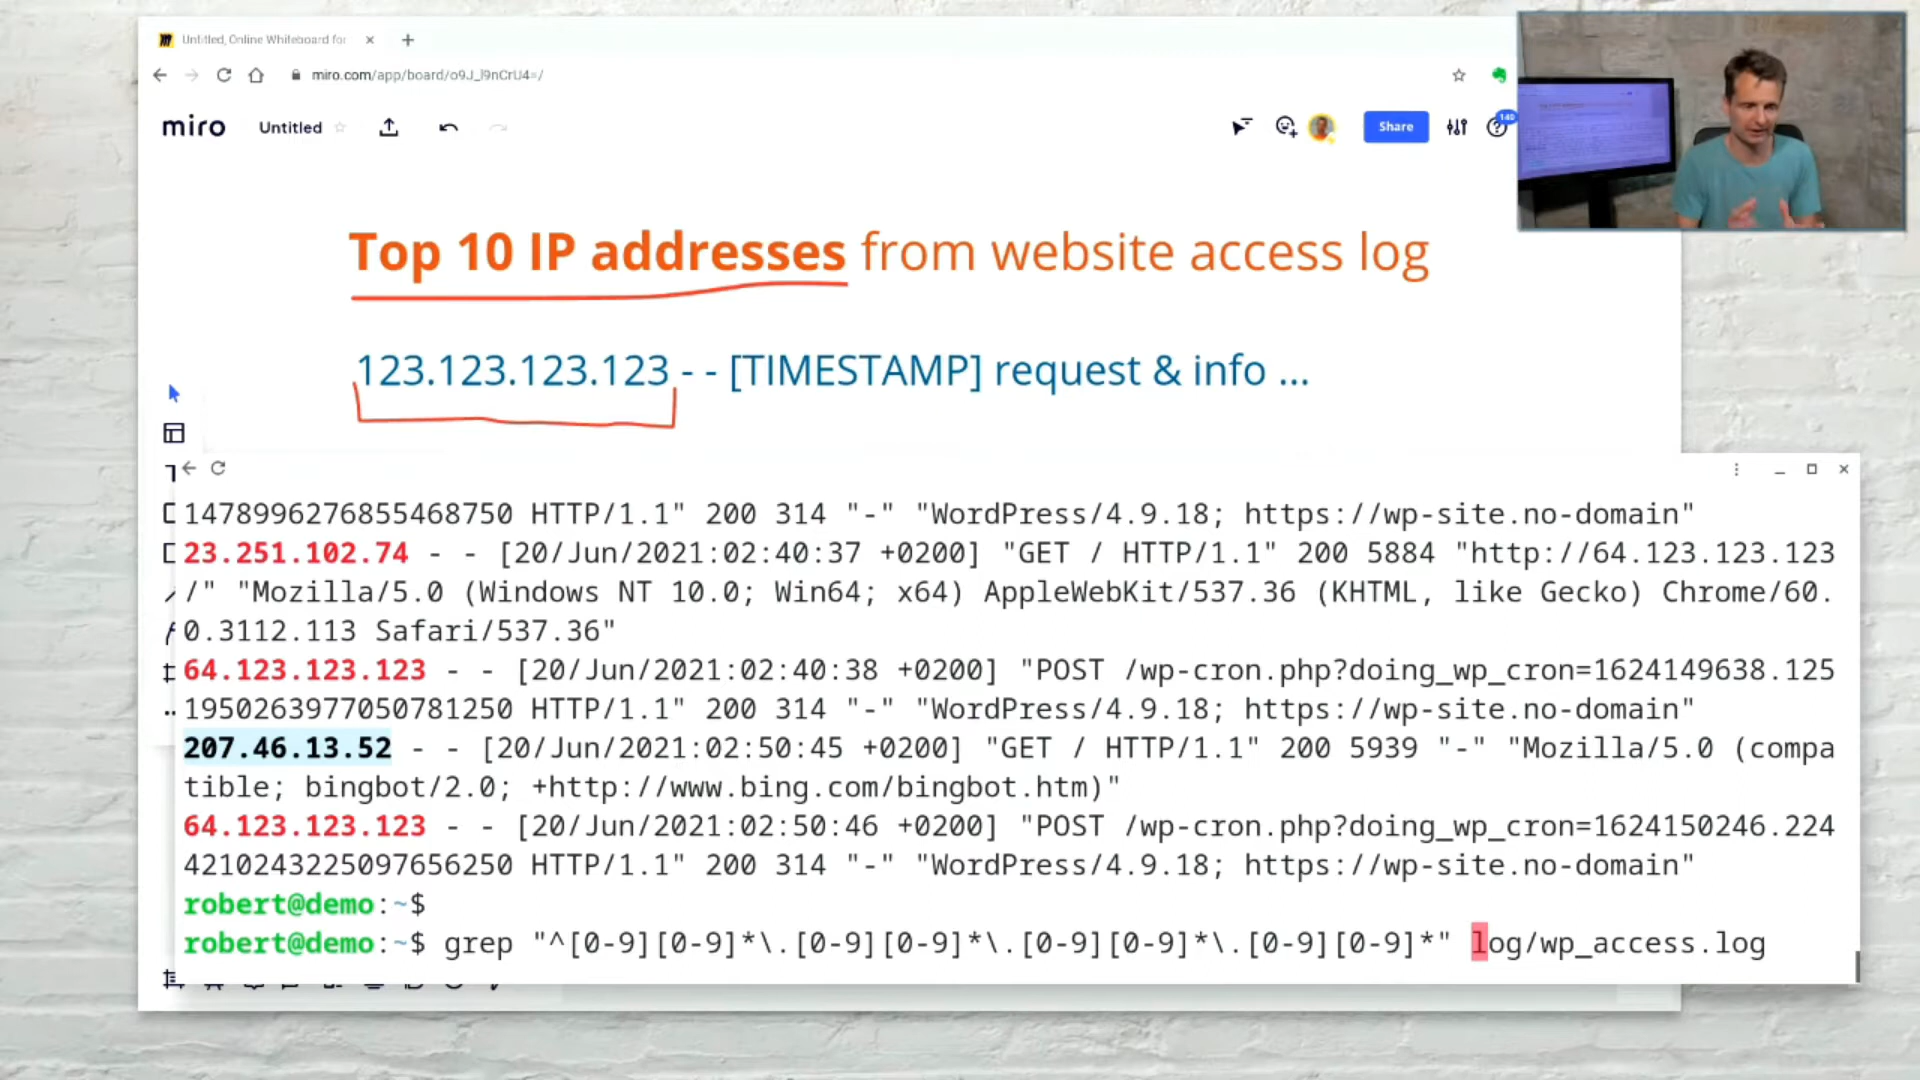 Untitled, Online Whiteboard for
miro.com/app/board/o9J_l9nCrU4=/
miro Untitled Share 140
Top 10 IP addresses from website access log
123.123.123.123 - - [TIMESTAMP] request & info ...
1478996276855468750 HTTP/1.1" 200 314 "-" "WordPress/4.9.18; https://wp-site.no-domain"
23.251.102.74 - - [20/Jun/2021:02:40:37 +0200] "GET / HTTP/1.1" 200 5884 "http://64.123.123.123
/" "Mozilla/5.0 (Windows NT 10.0; Win64; x64) AppleWebKit/537.36 (KHTML, like Gecko) Chrome/60.
0.3112.113 Safari/537.36"
64.123.123.123 - - [20/Jun/2021:02:40:38 +0200] "POST /wp-cron.php?doing_wp_cron=1624149638.125
1950263977050781250 HTTP/1.1" 200 314 "-" "WordPress/4.9.18; https://wp-site.no-domain"
207.46.13.52 - - [20/Jun/2021:02:50:45 +0200] "GET / HTTP/1.1" 200 5939 "-" "Mozilla/5.0 (compa
tible; bingbot/2.0; +http://www.bing.com/bingbot.htm)"
64.123.123.123 - - [20/Jun/2021:02:50:46 +0200] "POST /wp-cron.php?doing_wp_cron=1624150246.224
4210243225097656250 HTTP/1.1" 200 314 "-" "WordPress/4.9.18; https://wp-site.no-domain"
robert@demo:~$
robert@demo:~$ grep "^[0-9][0-9]*\.[0-9][0-9]*\.[0-9][0-9]*\.[0-9][0-9]*" log/wp_access.log